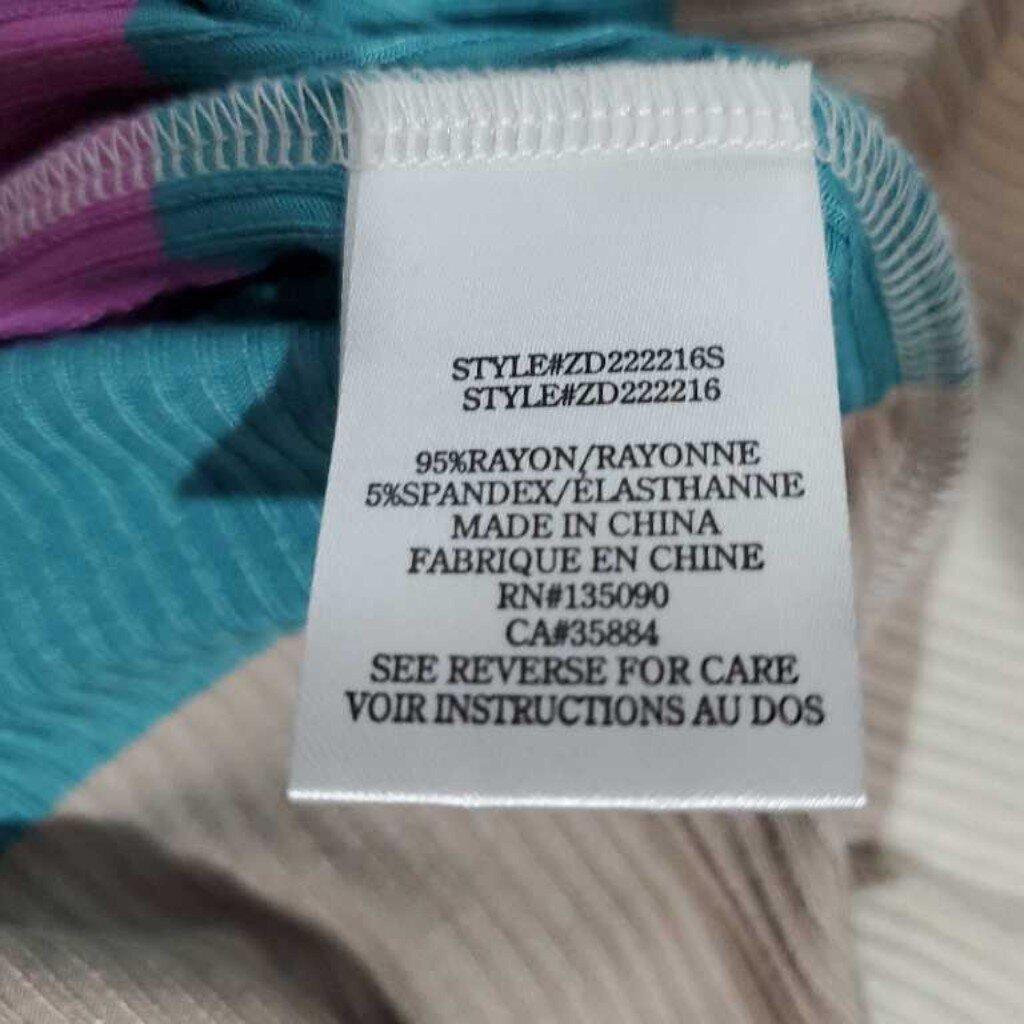 STYLE#ZD222216S
STYLE#ZD222216
95%RAYON/RAYONNE
5%SPANDEX/ÉLASTHANNE
MADE IN CHINA
FABRIQUE EN CHINE
RN#135090
CA#35884
SEE REVERSE FOR CARE
VOIR INSTRUCTIONS AU DOS